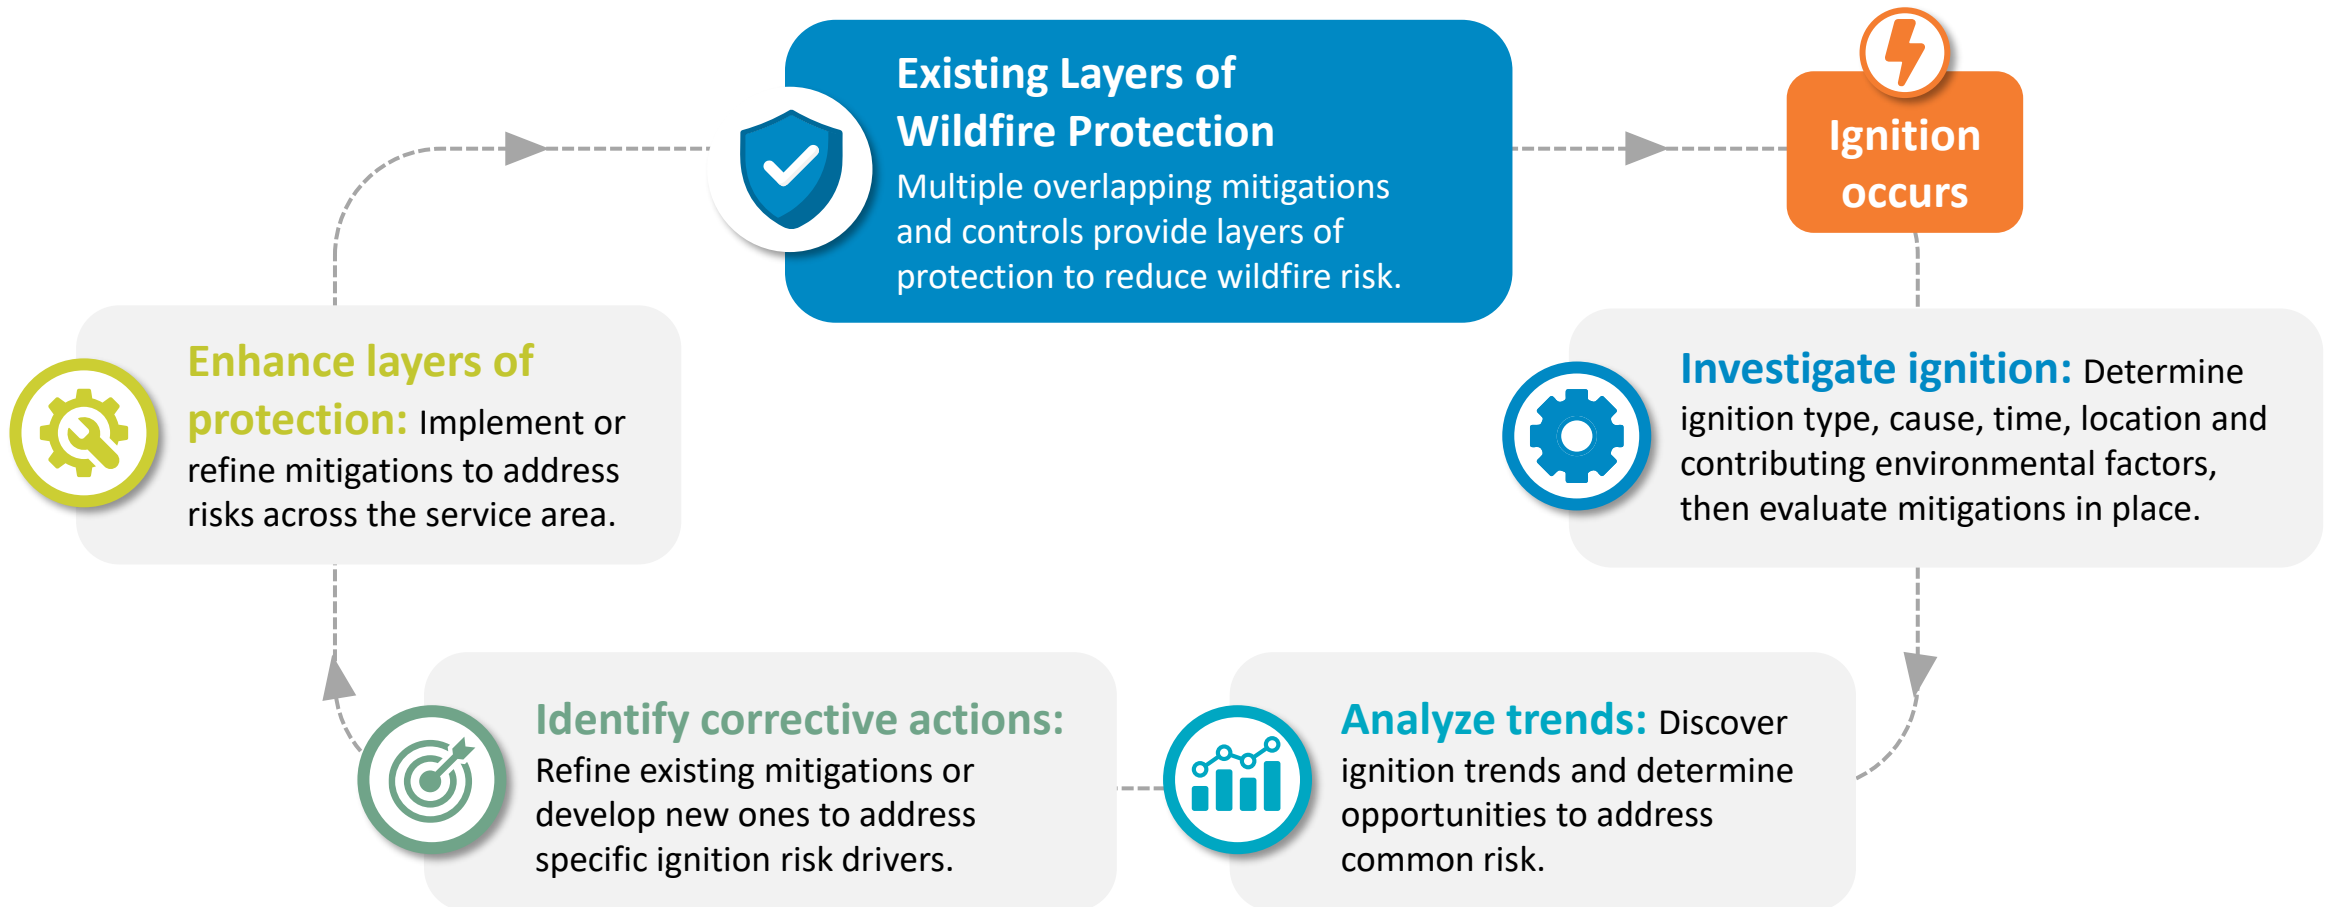 Existing Layers of
Wildfire Protection
Multiple overlapping mitigations
and controls provide layers of
protection to reduce wildfire risk.
Ignition
occurs
Investigate ignition: Determine
ignition type, cause, time, location and
contributing environmental factors,
then evaluate mitigations in place.
Analyze trends: Discover
ignition trends and determine
opportunities to address
common risk.
Identify corrective actions:
Refine existing mitigations or
develop new ones to address
specific ignition risk drivers.
Enhance layers of
protection: Implement or
refine mitigations to address
risks across the service area.